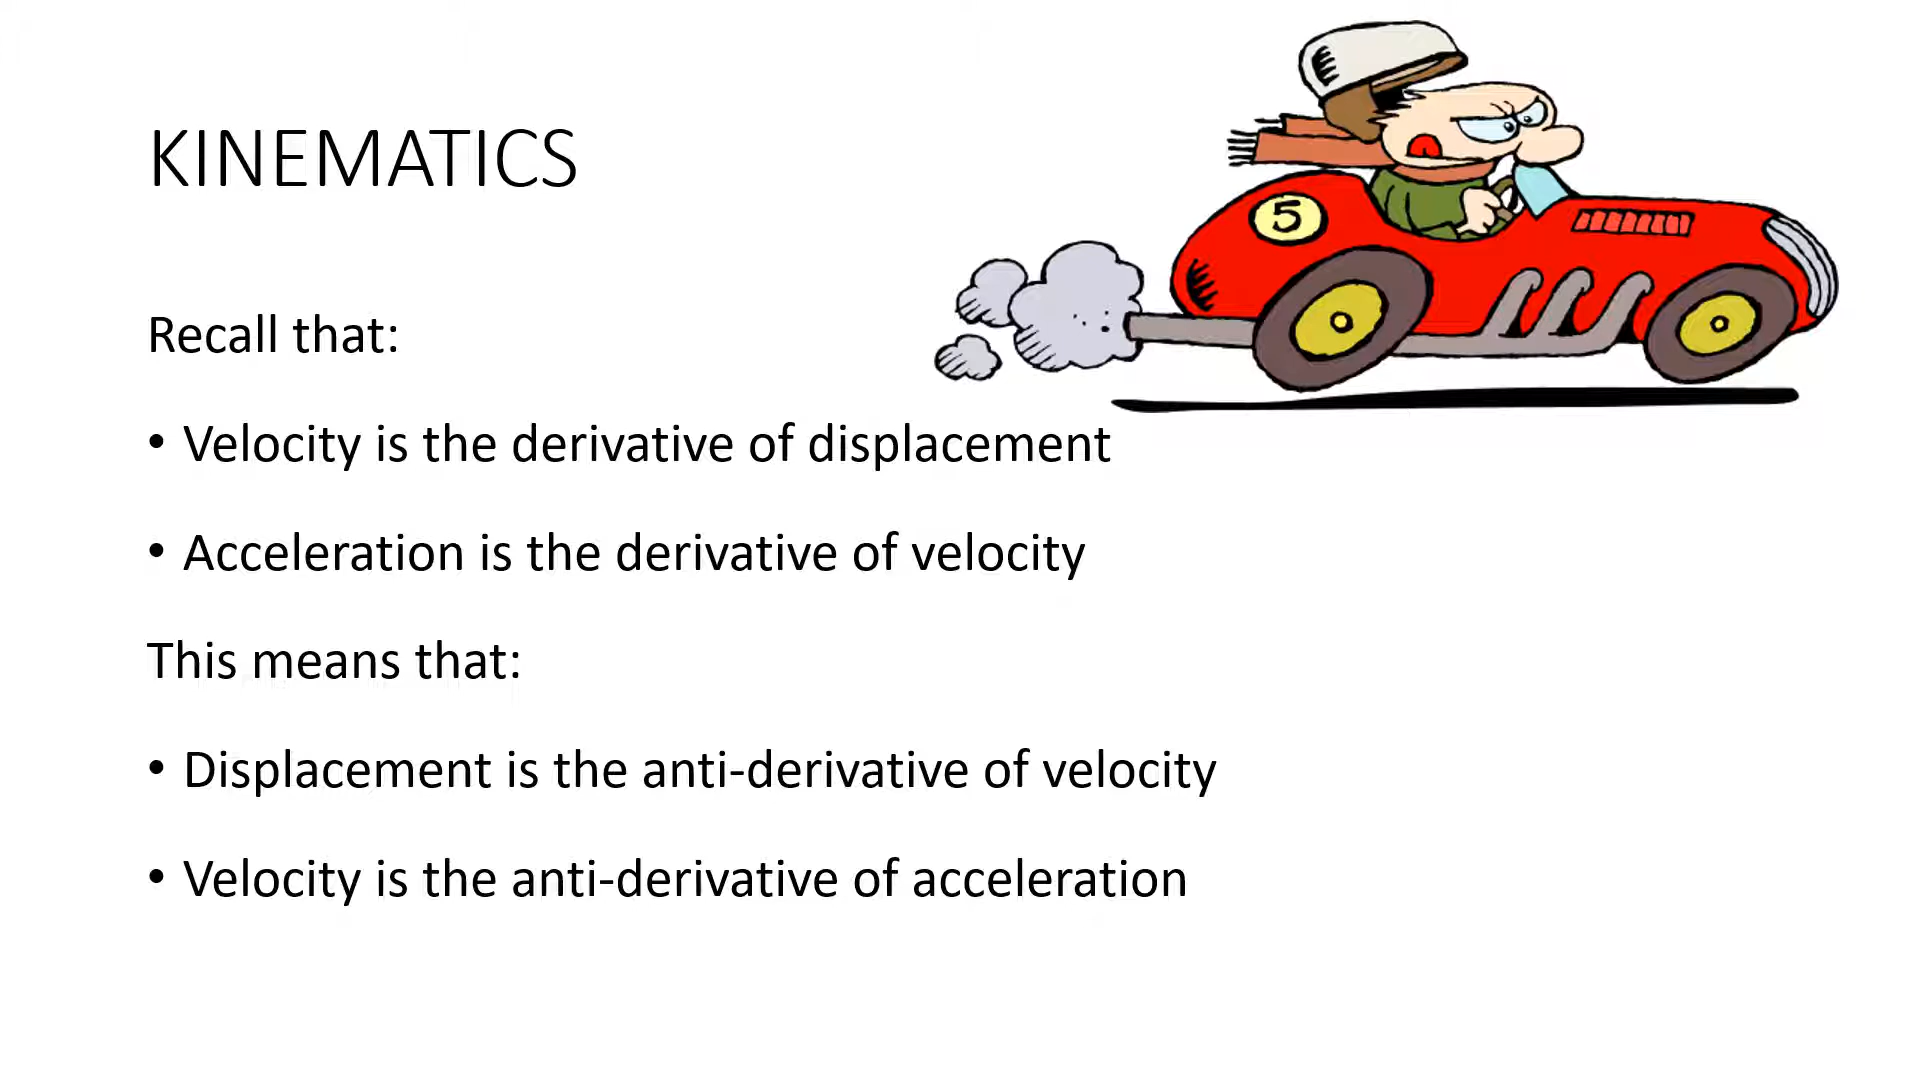 KINEMATICS
5
Recall that:
• Velocity is the derivative of displacement
• Acceleration is the derivative of velocity
This means that:
• Displacement is the anti-derivative of velocity
• Velocity is the anti-derivative of acceleration